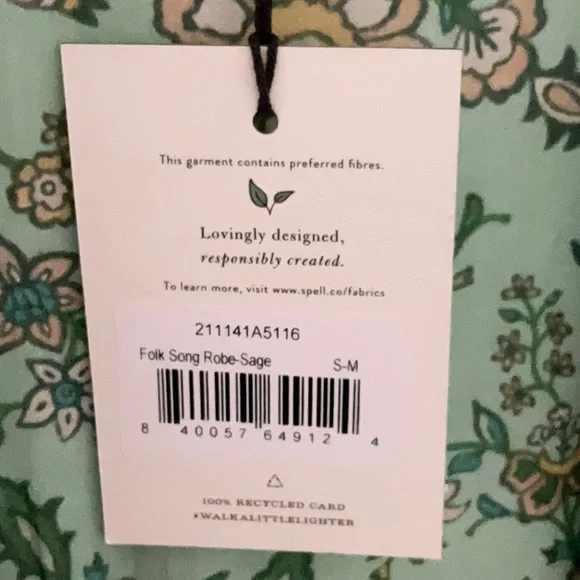 This garment contains preferred fibres.
Lovingly designed,
responsibly created.
To learn more, visit www.spell.co/fabrics
211141A5116
Folk Song Robe-Sage S-M
8 40057 64912 4
100% RECYCLED CARD
#WALKALITTLELIGHTER